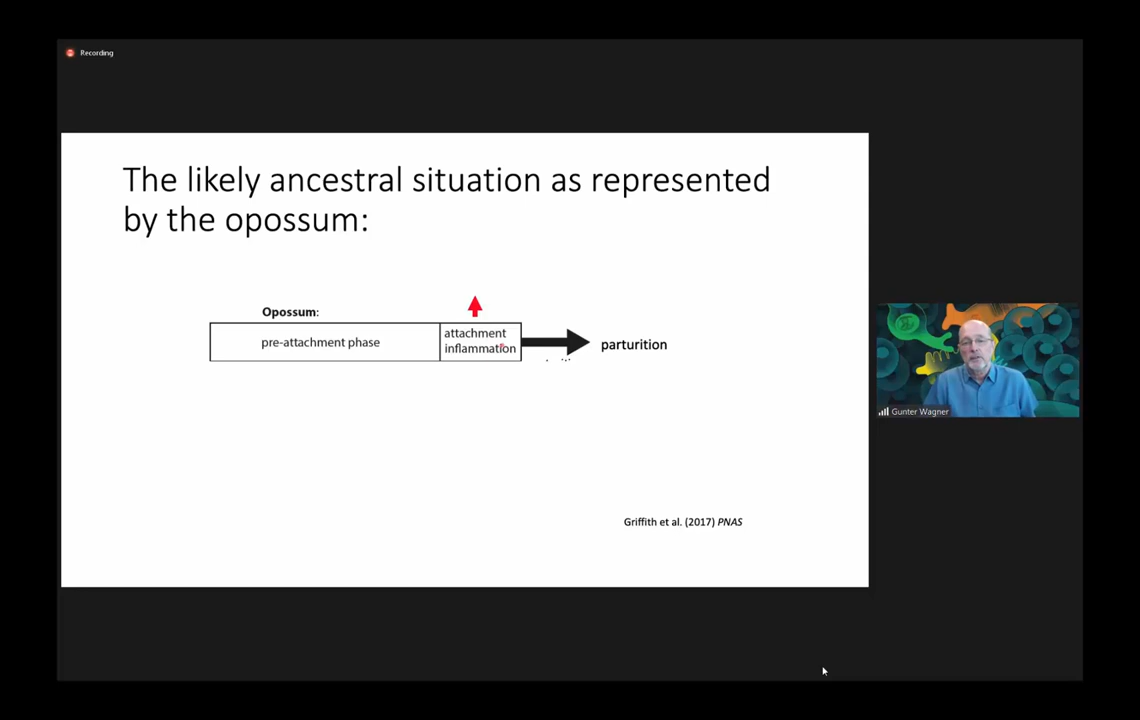 Recording
The likely ancestral situation as represented
by the opossum:
Opossum:
pre-attachment phase
attachment
inflammation
parturition
Griffith et al. (2017) PNAS
Gunter Wagner